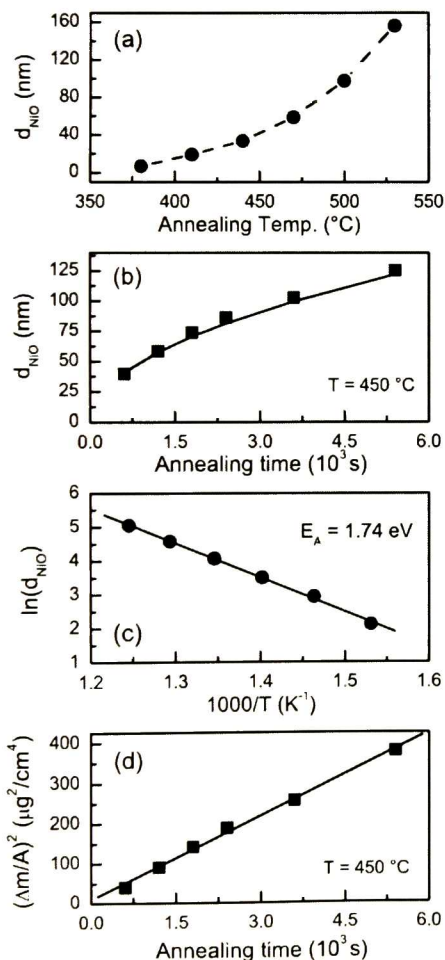 160
120
80
40
0
d_NiO (nm)
(a)
350 400 450 500 550
Annealing Temp. (°C)
125
100
75
50
25
0
d_NiO (nm)
(b)
T = 450 °C
0.0 1.5 3.0 4.5 6.0
Annealing time (10³s)
6
5
4
3
2
1
ln(d_NiO)
E_A = 1.74 eV
(c)
1.2 1.3 1.4 1.5 1.6
1000/T (K⁻¹)
400
300
200
100
0
(Δm/A)² (μg²/cm⁴)
(d)
T = 450 °C
0.0 1.5 3.0 4.5 6.0
Annealing time (10³s)